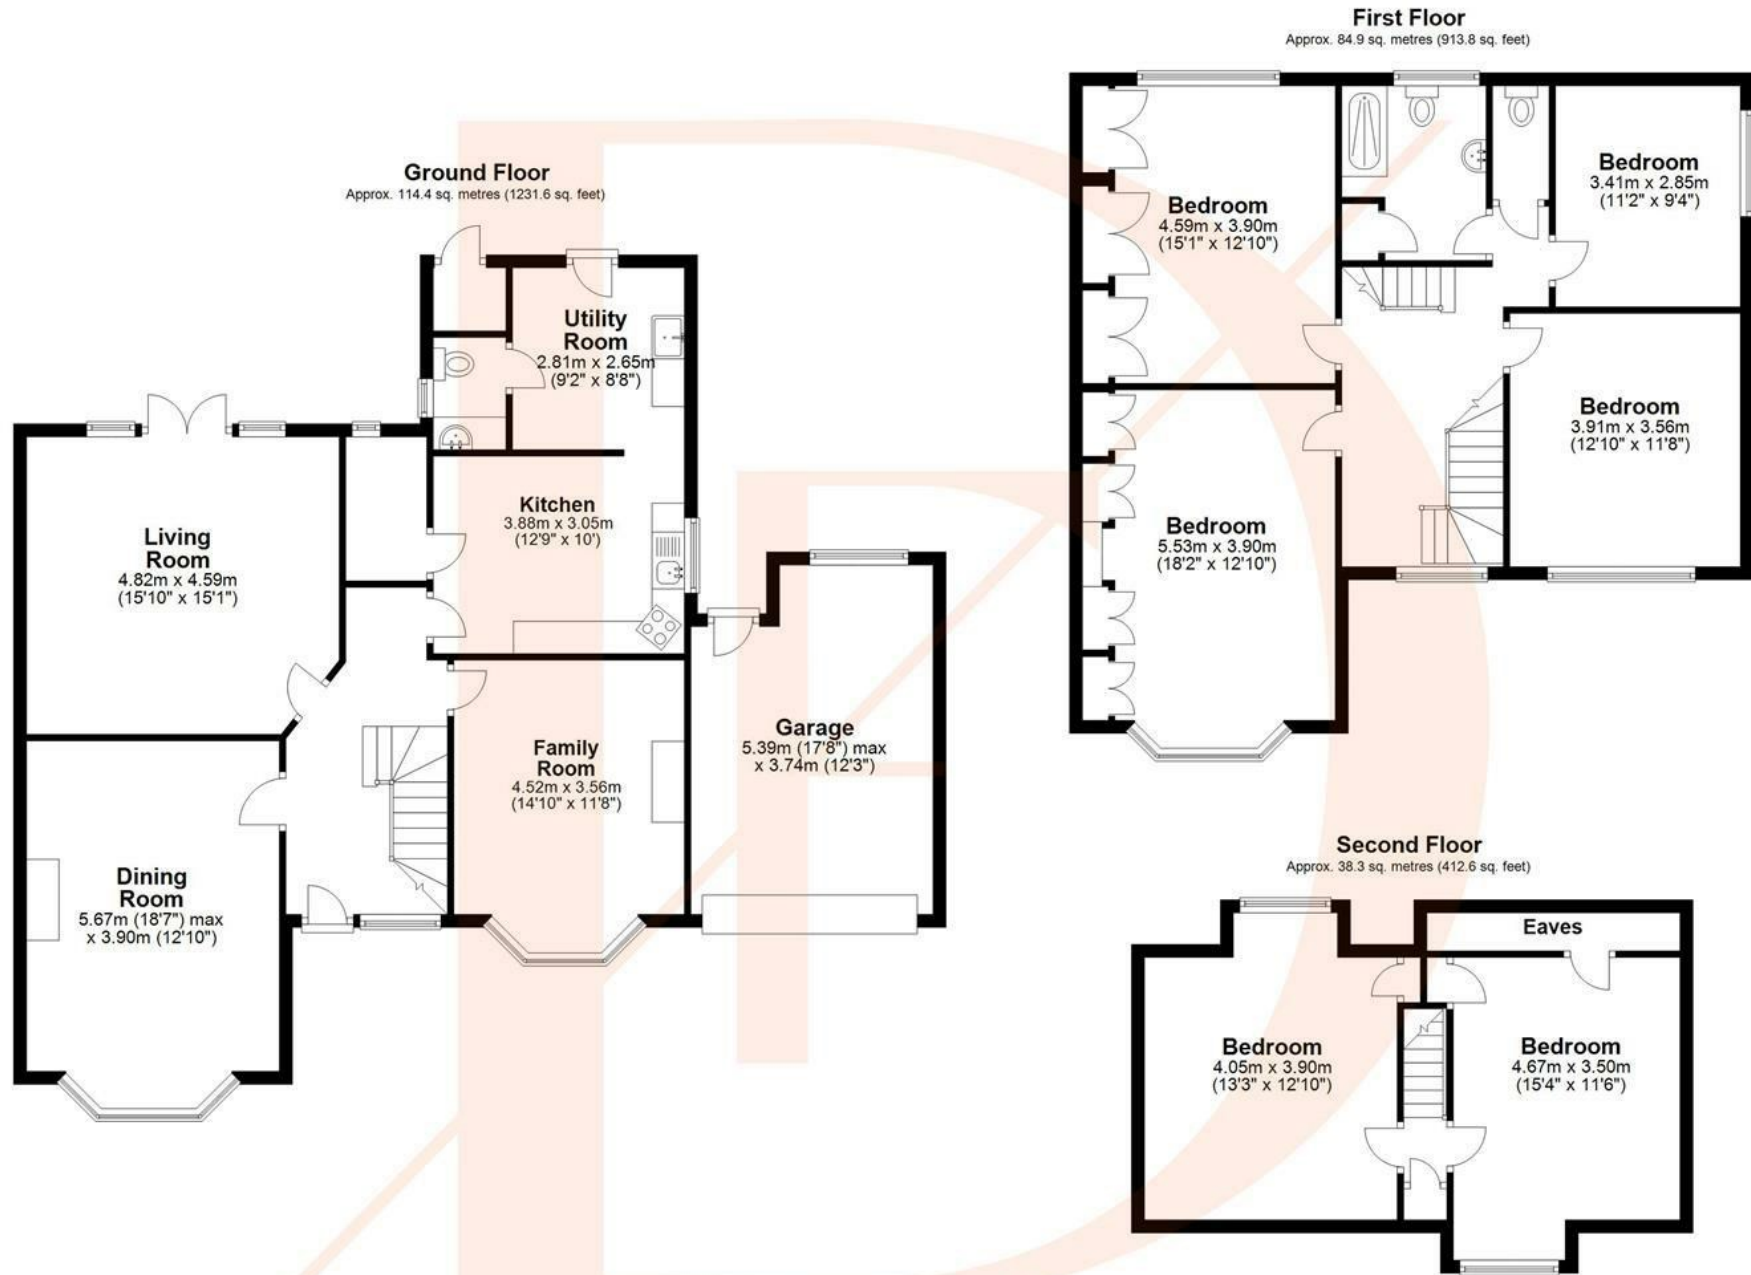 First Floor
Approx. 84.9 sq. metres (913.8 sq. feet)
Bedroom
4.59m x 3.90m
(15'1" x 12'10")
Bedroom
3.41m x 2.85m
(11'2" x 9'4")
Bedroom
3.91m x 3.56m
(12'10" x 11'8")
Bedroom
5.53m x 3.90m
(18'2" x 12'10")
Ground Floor
Approx. 114.4 sq. metres (1231.6 sq. feet)
Utility
Room
2.81m x 2.65m
(9'2" x 8'8")
Kitchen
3.88m x 3.05m
(12'9" x 10')
Living
Room
4.82m x 4.59m
(15'10" x 15'1")
Family
Room
4.52m x 3.56m
(14'10" x 11'8")
Garage
5.39m (17'8") max
x 3.74m (12'3")
Dining
Room
5.67m (18'7") max
x 3.90m (12'10")
Second Floor
Approx. 38.3 sq. metres (412.6 sq. feet)
Eaves
Bedroom
4.05m x 3.90m
(13'3" x 12'10")
Bedroom
4.67m x 3.50m
(15'4" x 11'6")